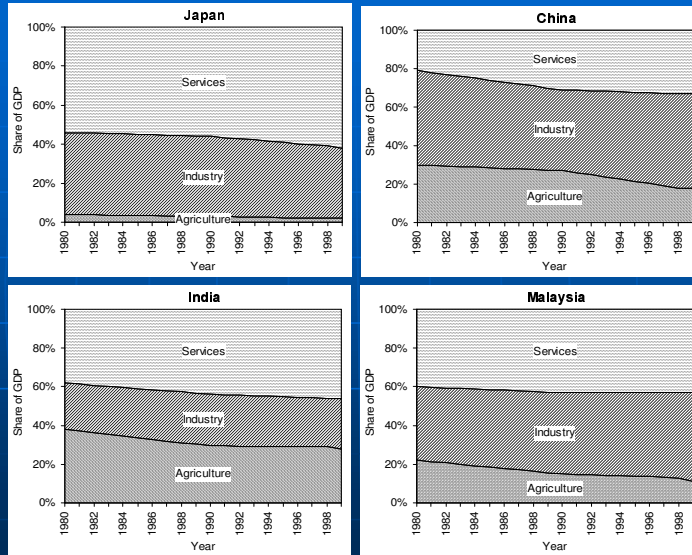 Japan
100%
80%
60%
40%
20%
0%
Share of GDP
Services
Industry
Agriculture
1980
1982
1984
1986
1988
1990
1992
1994
1996
1998
Year
China
100%
80%
60%
40%
20%
0%
Share of GDP
Services
Industry
Agriculture
1980
1982
1984
1986
1988
1990
1992
1994
1996
1998
Year
India
100%
80%
60%
40%
20%
0%
Share of GDP
Services
Industry
Agriculture
1980
1982
1984
1986
1988
1990
1992
1994
1996
1998
Year
Malaysia
100%
80%
60%
40%
20%
0%
Share of GDP
Services
Industry
Agriculture
1980
1982
1984
1986
1988
1990
1992
1994
1996
1998
Year